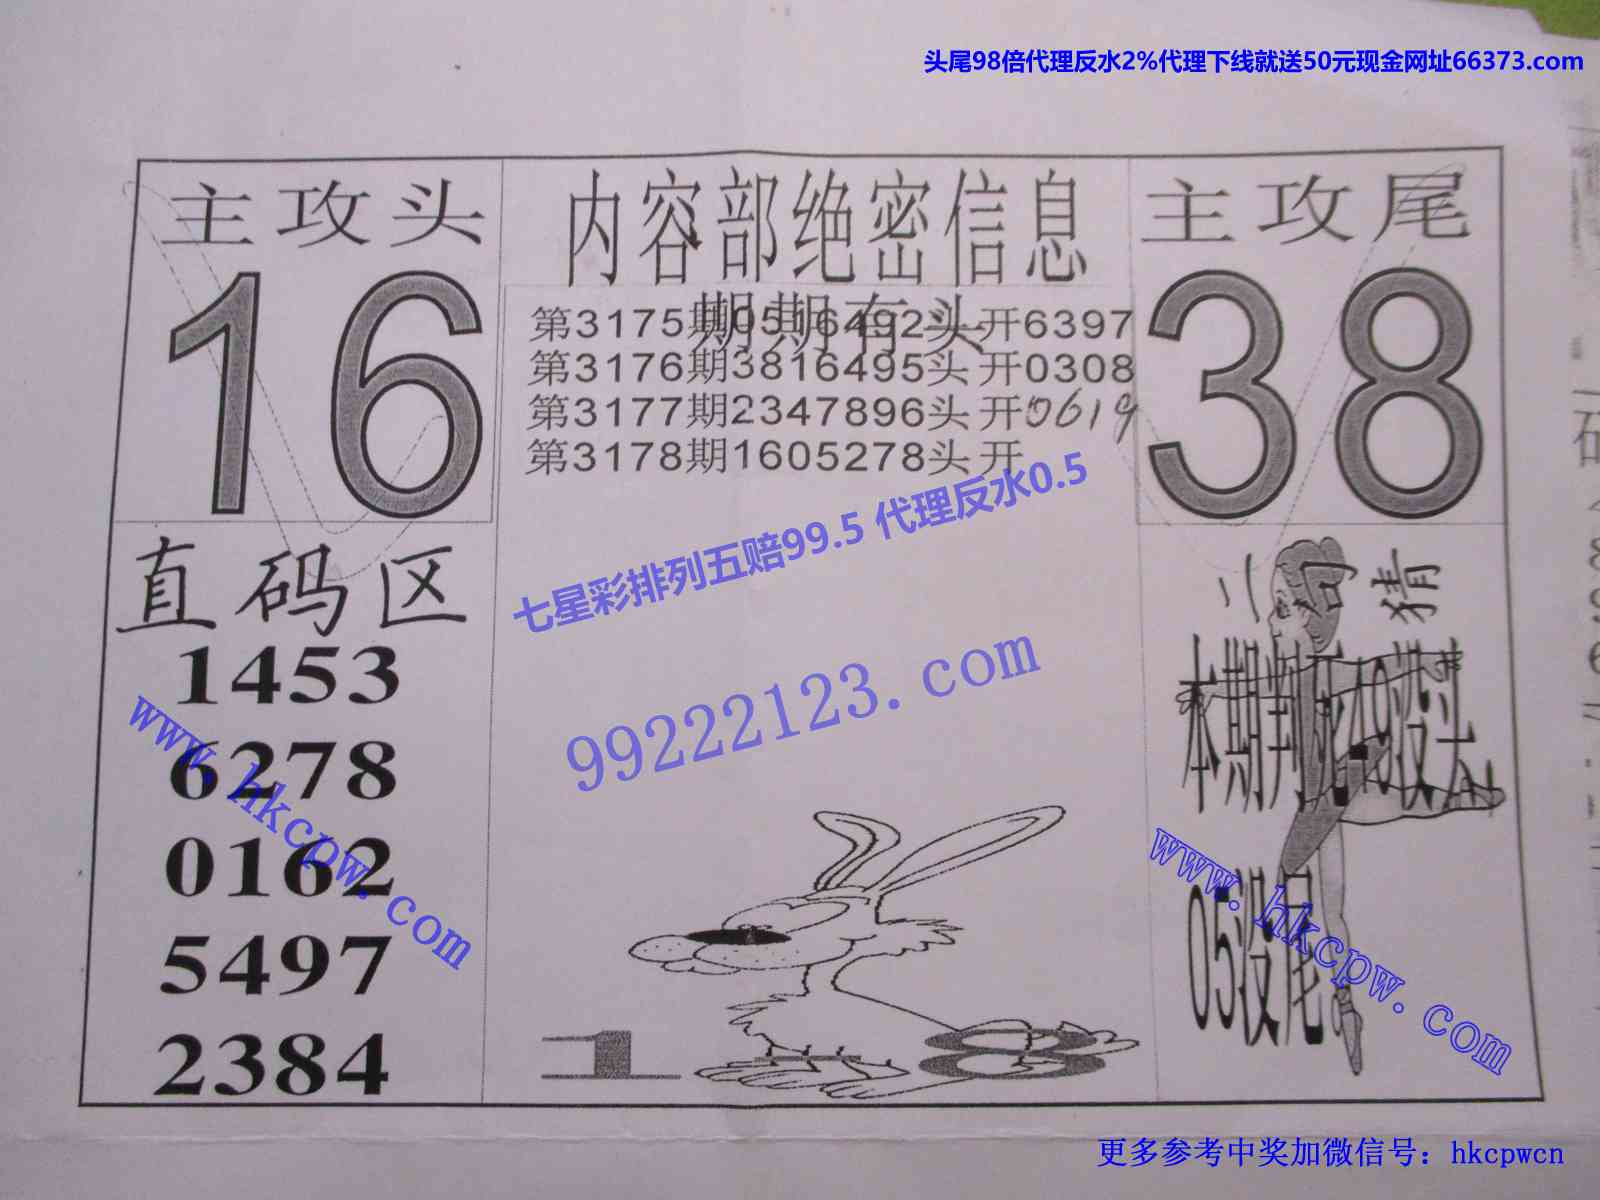 头尾98倍代理反水2%代理下线就送50元现金网址66373.com
主攻头
16
内容部绝密信息
期期有头
第3175期0516492头开6397
第3176期3816495头开0308
第3177期2347896头开0619
第3178期1605278头开
主攻尾
38
直码区
1453
6278
0162
5497
2384
七星彩排列五赔99.5 代理反水0.5
99222123.com
1-8
二句猜
本期判死49没头
05没尾
www.hkcpw.com
www.hkcpw.com
更多参考中奖加微信号：hkcpwcn